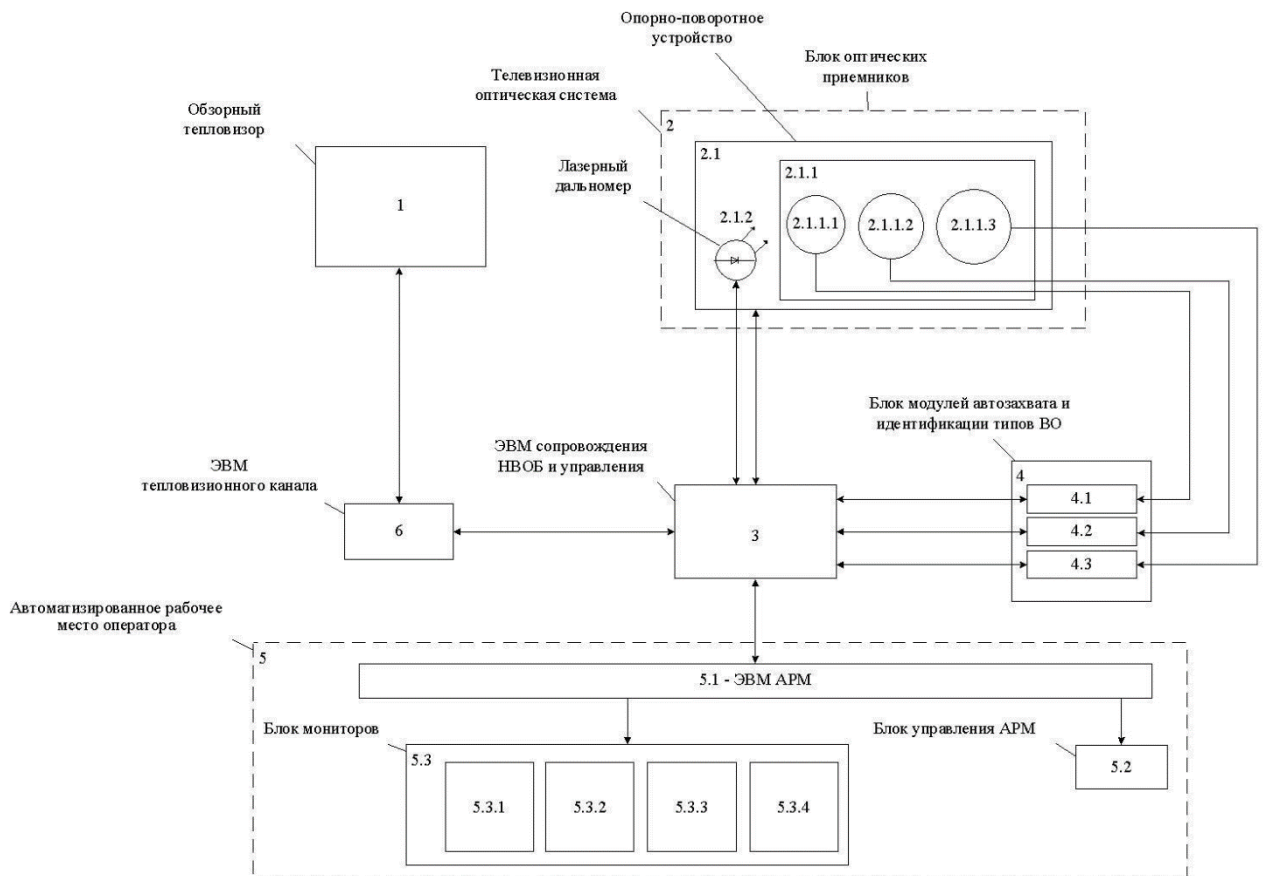 Опорно-поворотное
устройство
Блок оптических
приемников
Телевизионная
оптическая система
Обзорный
тепловизор
2
2.1
Лазерный
дальномер
2.1.1
1
2.1.2
2.1.1.1
2.1.1.2
2.1.1.3
Блок модулей автозахвата и
идентификации типов ВО
ЭВМ сопровождения
НВОБ и управления
ЭВМ
тепловизионного канала
4
4.1
6
3
4.2
4.3
Автоматизированное рабочее
место оператора
5
5.1 - ЭВМ АРМ
Блок мониторов
Блок управления АРМ
5.3
5.2
5.3.1
5.3.2
5.3.3
5.3.4